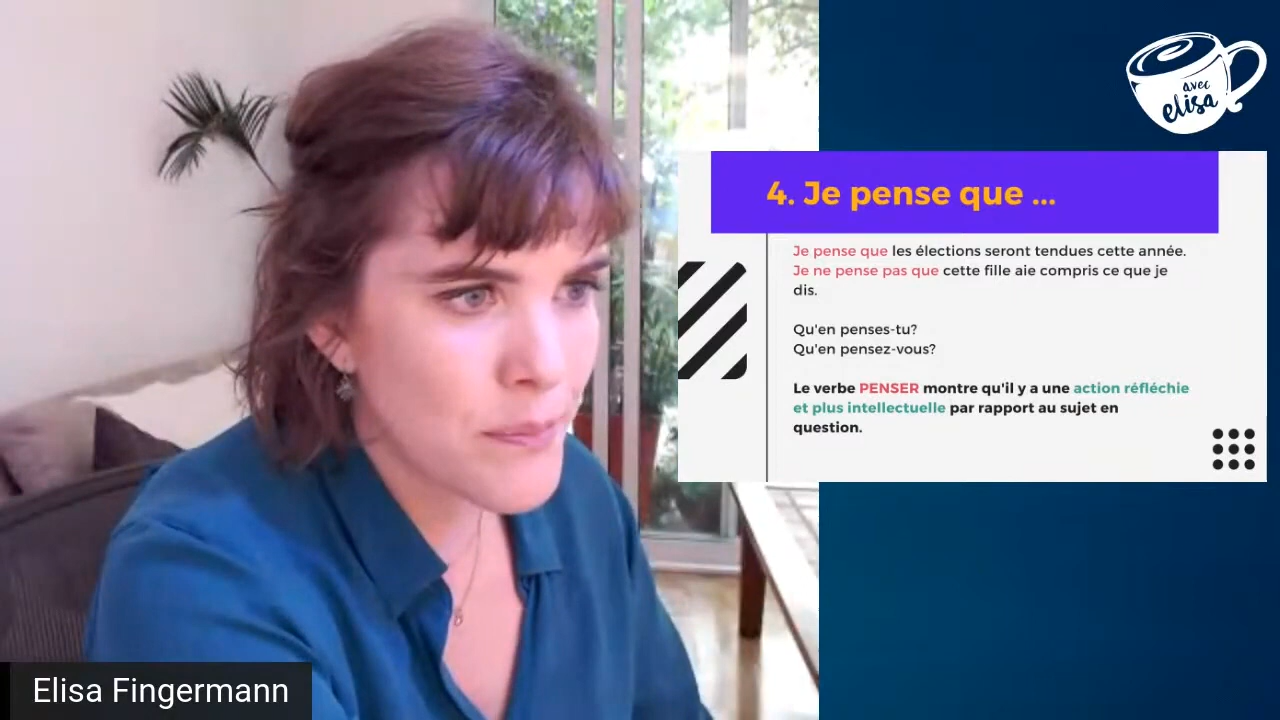 avec
elisa
4. Je pense que ...
Je pense que les élections seront tendues cette année.
Je ne pense pas que cette fille aie compris ce que je
dis.
Qu'en penses-tu?
Qu'en pensez-vous?
Le verbe PENSER montre qu'il y a une action réfléchie
et plus intellectuelle par rapport au sujet en
question.
Elisa Fingermann